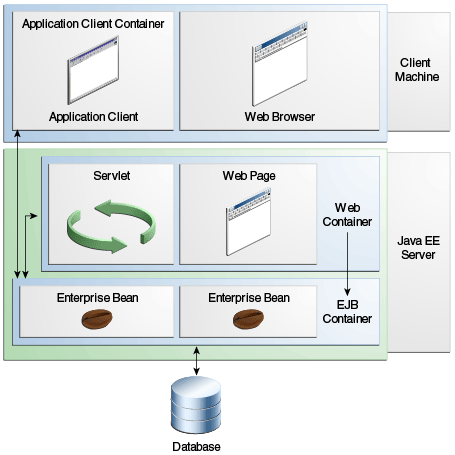 Application Client Container
Application Client
Web Browser
Client
Machine
Servlet
Web Page
Web
Container
Java EE
Server
Enterprise Bean
Enterprise Bean
EJB
Container
Database